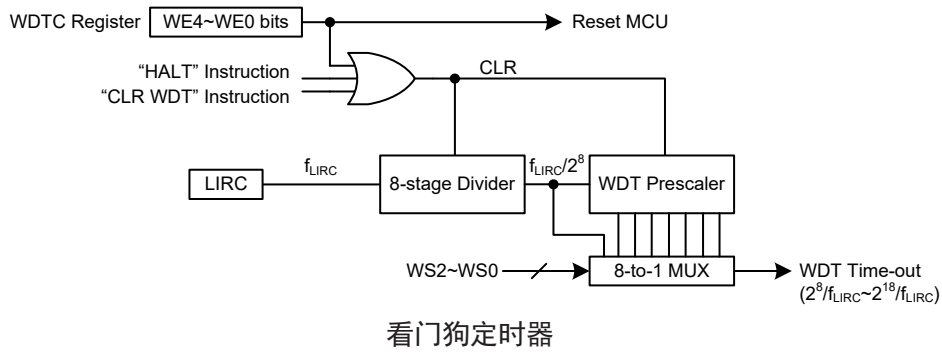 WDTC Register WE4~WE0 bits Reset MCU
“HALT” Instruction
“CLR WDT” Instruction
CLR
LIRC
fLIRC
8-stage Divider
fLIRC/2⁸
WDT Prescaler
WS2~WS0
8-to-1 MUX
WDT Time-out
(2⁸/fLIRC~2¹⁸/fLIRC)
看门狗定时器